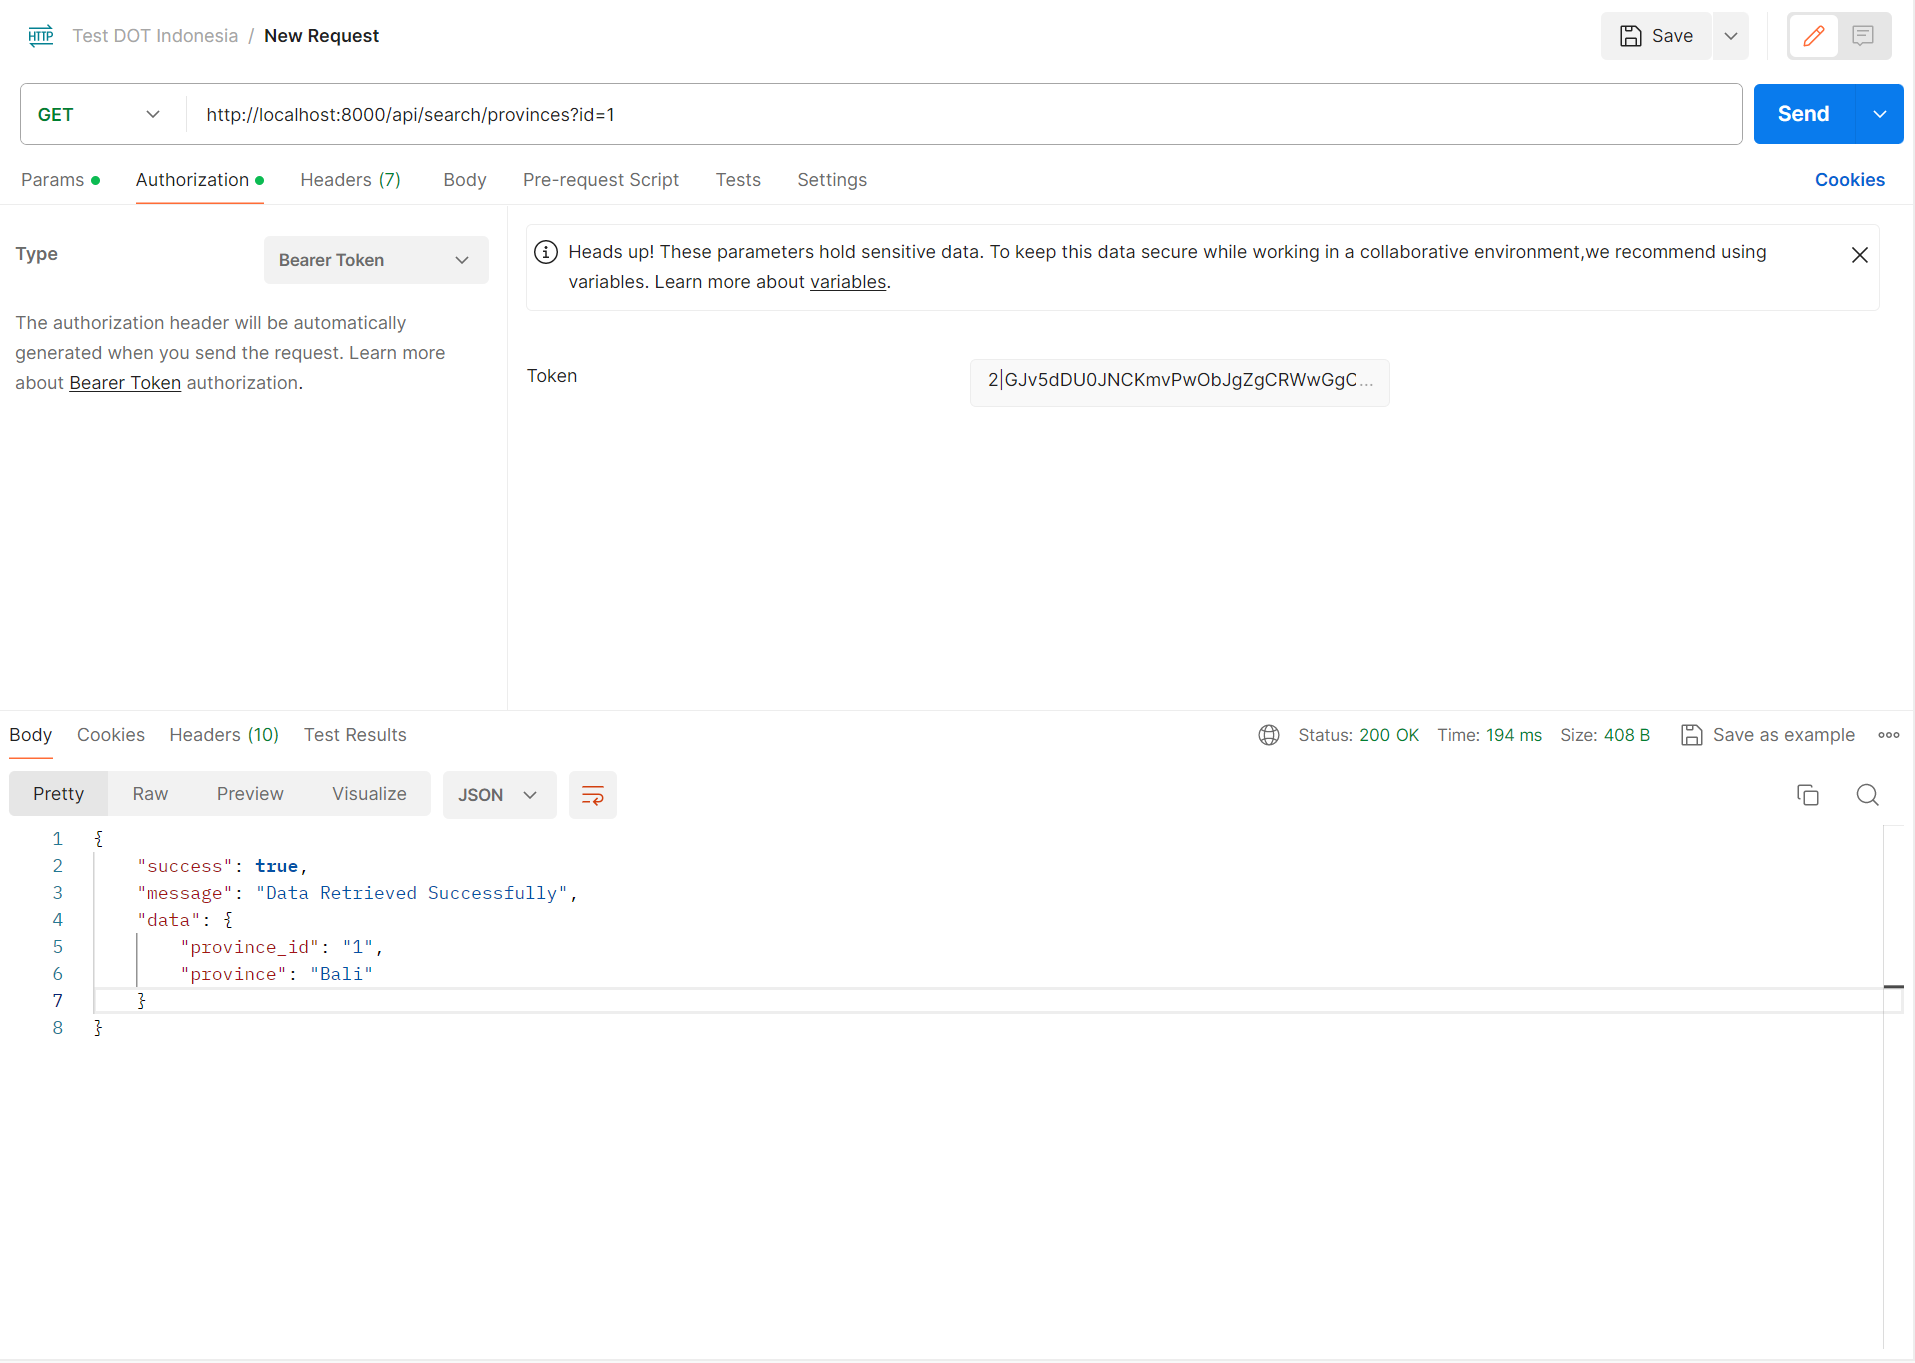 HTTP Test DOT Indonesia / New Request Save
GET http://localhost:8000/api/search/provinces?id=1 Send
Params Authorization Headers (7) Body Pre-request Script Tests Settings Cookies
Type Bearer Token
The authorization header will be automatically
generated when you send the request. Learn more
about Bearer Token authorization.
Heads up! These parameters hold sensitive data. To keep this data secure while working in a collaborative environment,we recommend using
variables. Learn more about variables.
Token 2|GJv5dDU0JNCKmvPwObJgZgCRWwGgC...
Body Cookies Headers (10) Test Results Status: 200 OK Time: 194 ms Size: 408 B Save as example
Pretty Raw Preview Visualize JSON
1 {
2 "success": true,
3 "message": "Data Retrieved Successfully",
4 "data": {
5 "province_id": "1",
6 "province": "Bali"
7 }
8 }